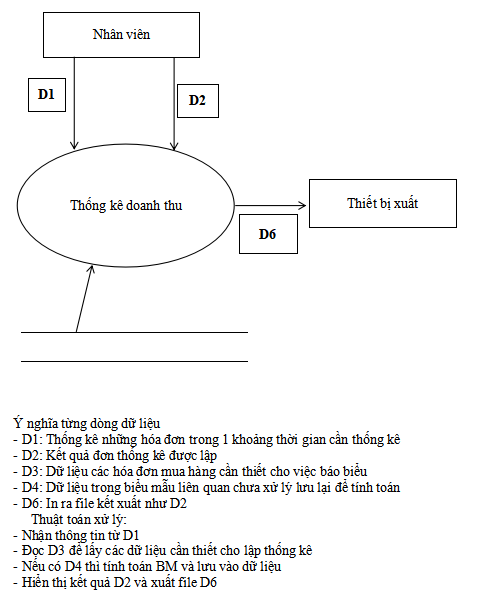 Nhân viên
D1
D2
Thống kê doanh thu
Thiết bị xuất
D6
Ý nghĩa từng dòng dữ liệu
- D1: Thống kê những hóa đơn trong 1 khoảng thời gian cần thống kê
- D2: Kết quả đơn thống kê được lập
- D3: Dữ liệu các hóa đơn mua hàng cần thiết cho việc báo biểu
- D4: Dữ liệu trong biểu mẫu liên quan chưa xử lý lưu lại để tính toán
- D6: In ra file kết xuất như D2
Thuật toán xử lý:
- Nhận thông tin từ D1
- Đọc D3 để lấy các dữ liệu cần thiết cho lập thống kê
- Nếu có D4 thì tính toán BM và lưu vào dữ liệu
- Hiển thị kết quả D2 và xuất file D6